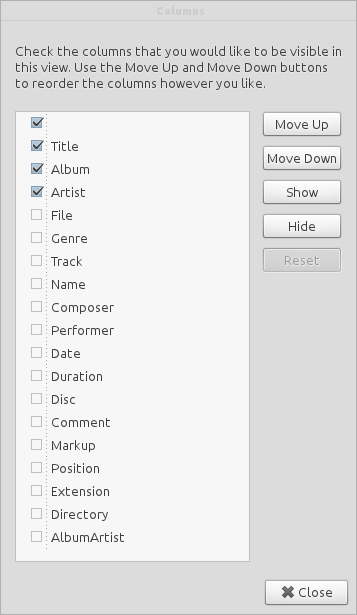 Columns
Check the columns that you would like to be visible in
this view. Use the Move Up and Move Down buttons
to reorder the columns however you like.
Title
Album
Artist
File
Genre
Track
Name
Composer
Performer
Date
Duration
Disc
Comment
Markup
Position
Extension
Directory
AlbumArtist
Move Up
Move Down
Show
Hide
Reset
Close